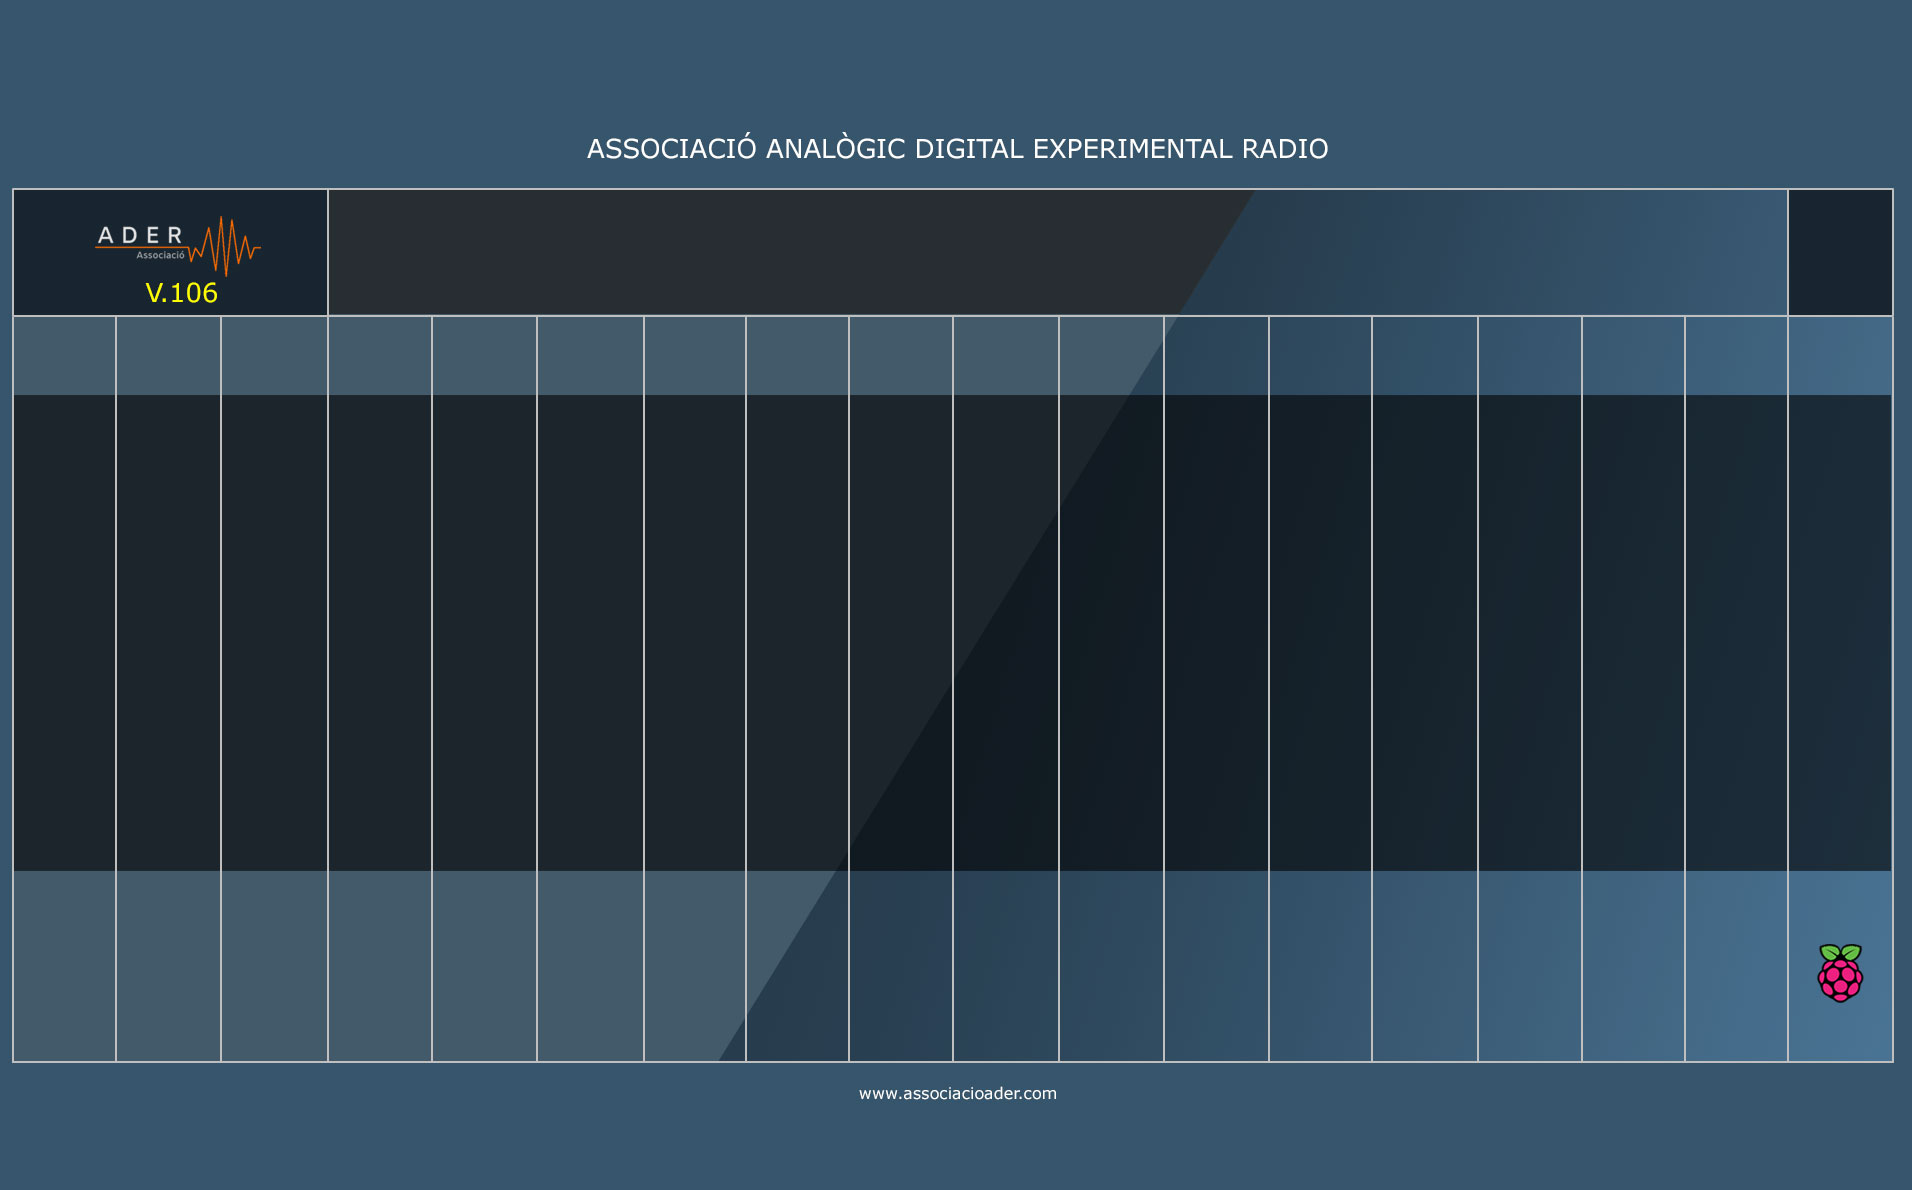 ASSOCIACIÓ ANALÒGIC DIGITAL EXPERIMENTAL RADIO
ADER
Associació
V.106
www.associacioader.com